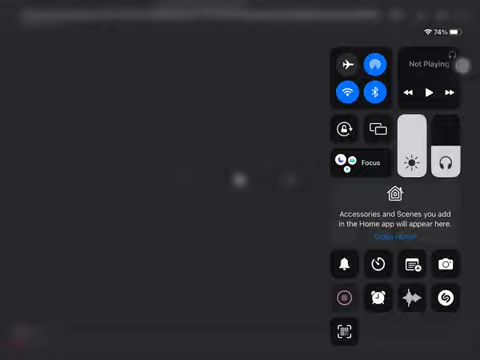 74%
Not Playing
Focus
Accessories and Scenes you add
in the Home app will appear here.
Open Home